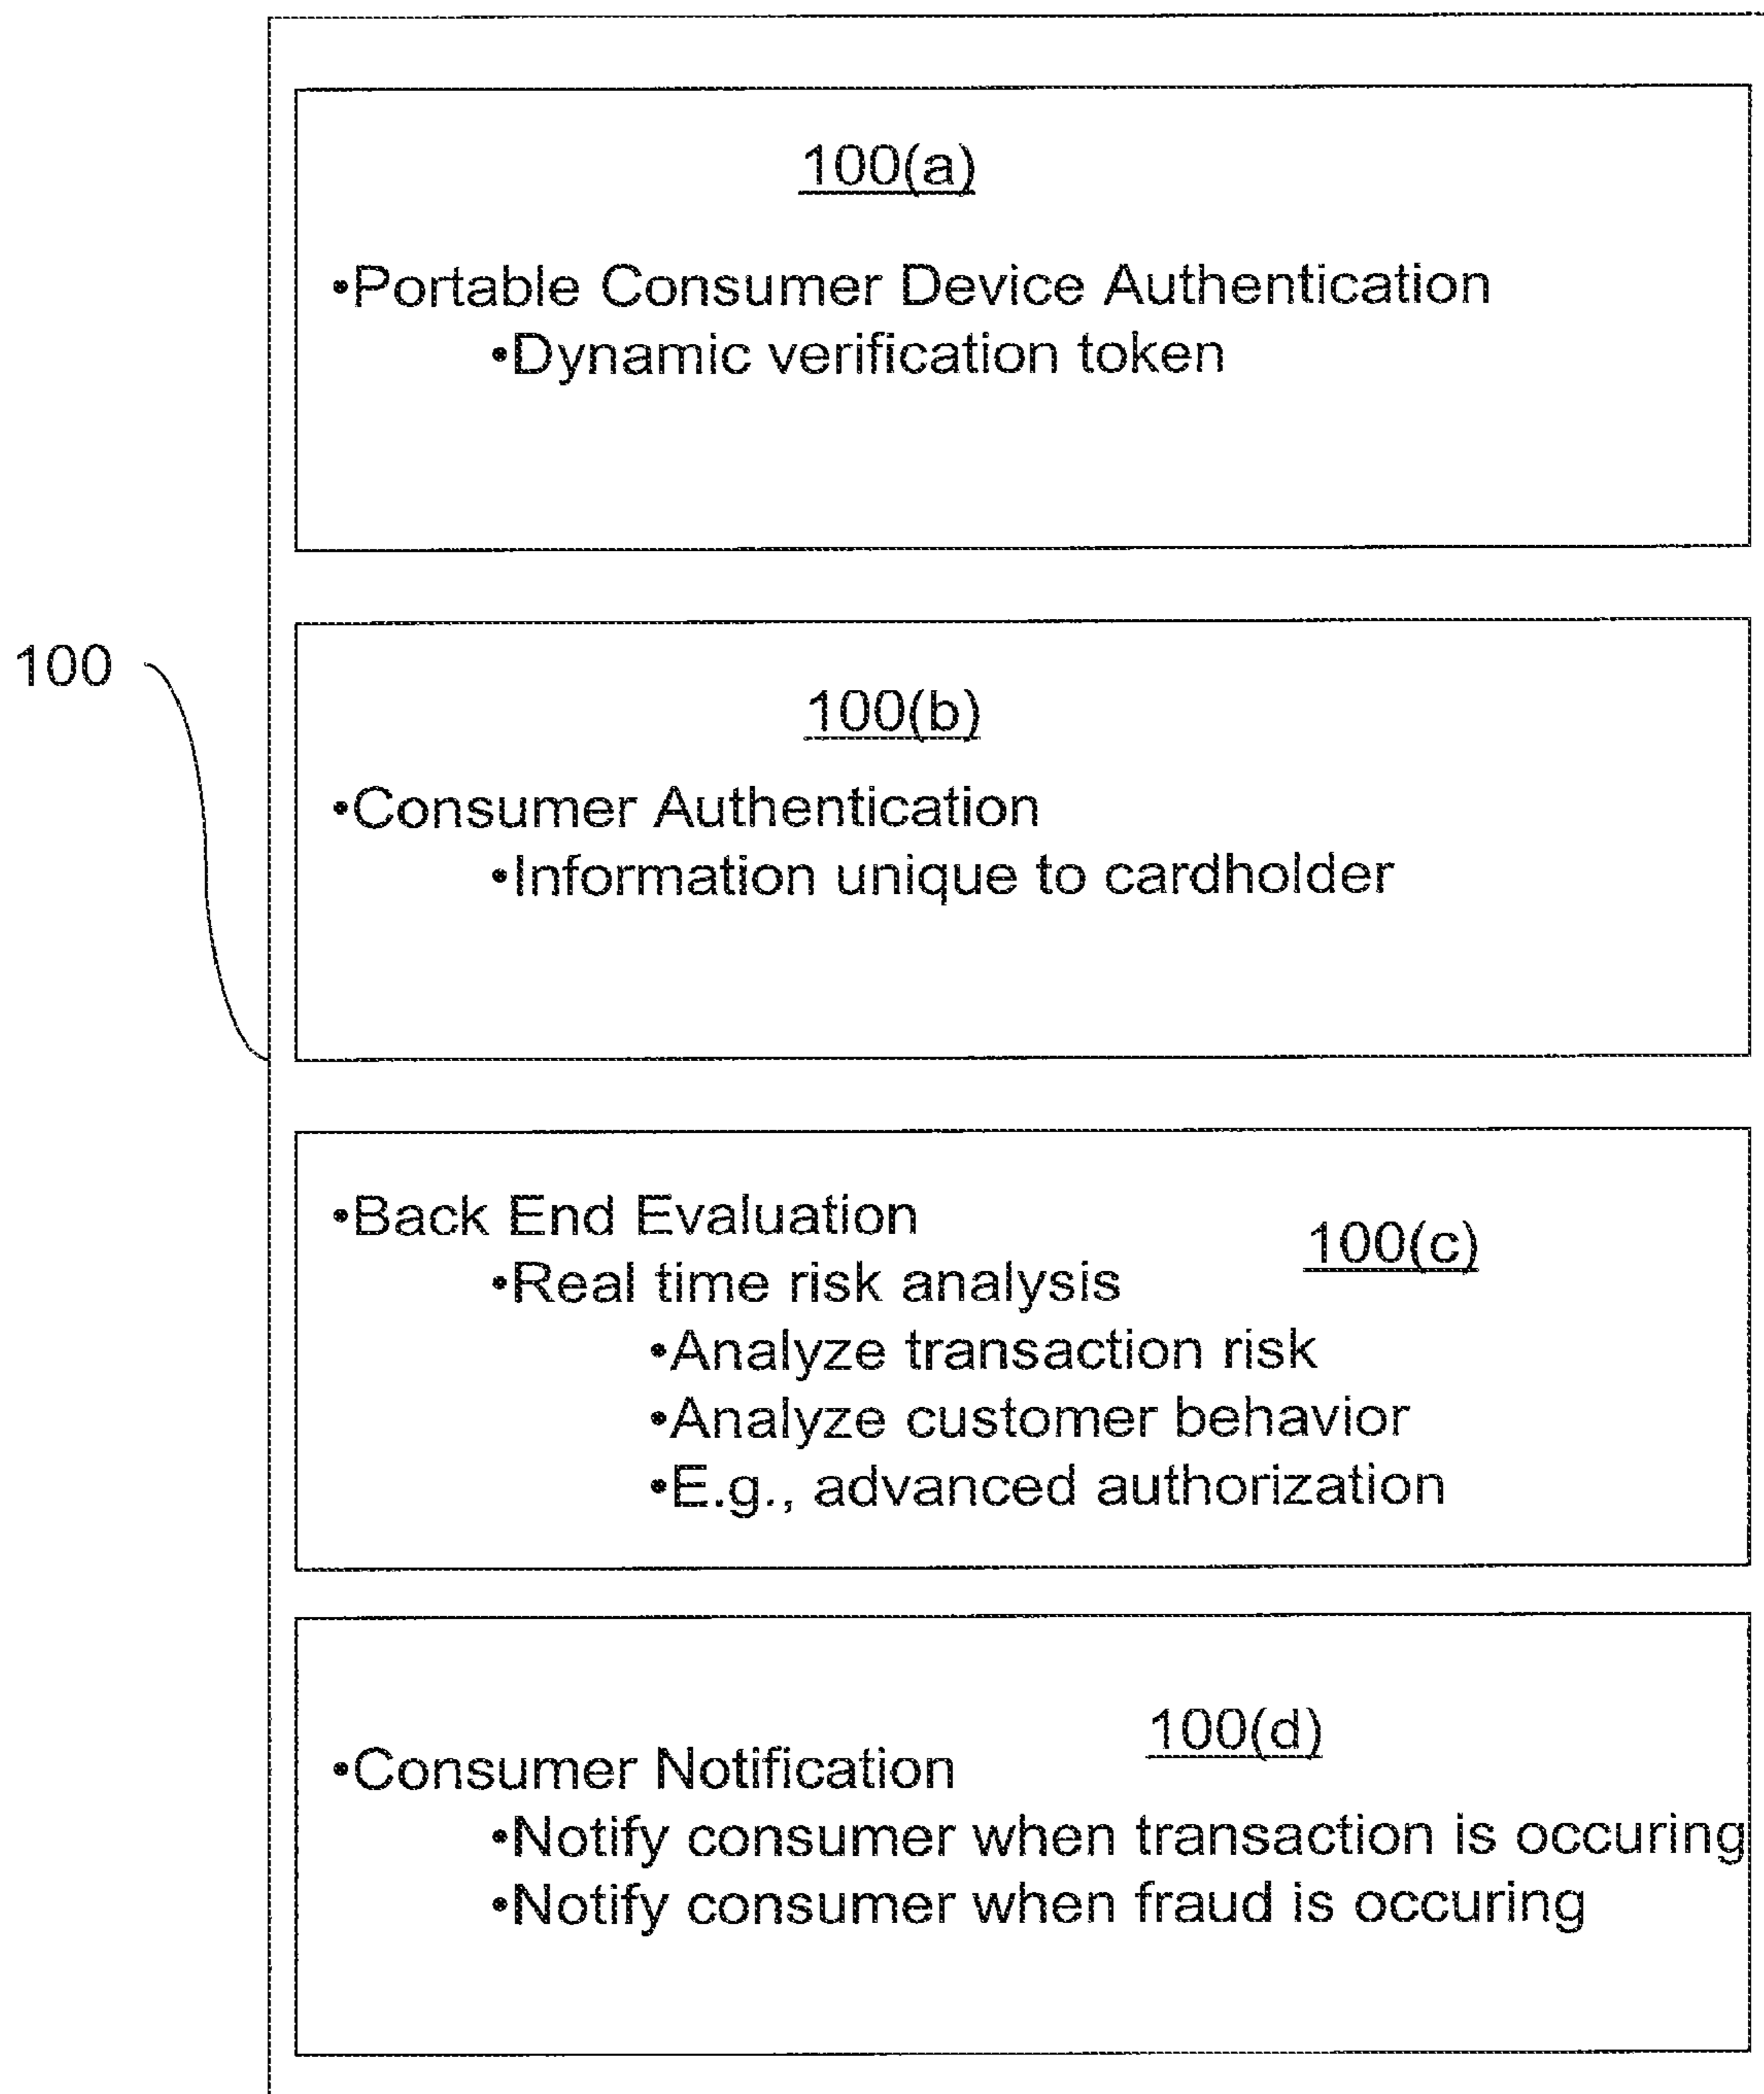 100(a)
•Portable Consumer Device Authentication
•Dynamic verification token
100
100(b)
•Consumer Authentication
•Information unique to cardholder
•Back End Evaluation
100(c)
•Real time risk analysis
•Analyze transaction risk
•Analyze customer behavior
•E.g., advanced authorization
100(d)
•Consumer Notification
•Notify consumer when transaction is occuring
•Notify consumer when fraud is occuring